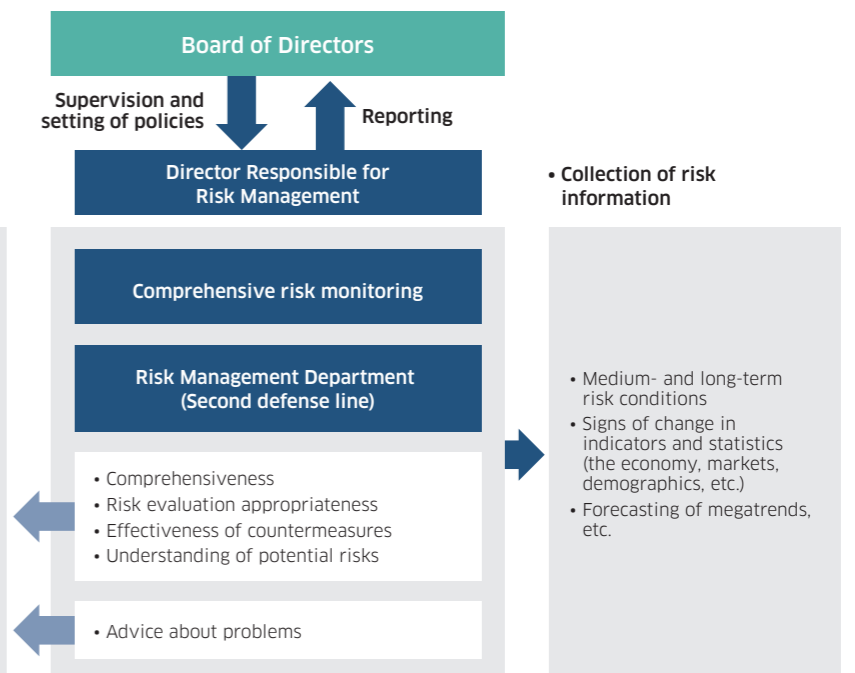 Board of Directors
Supervision and
setting of policies
Reporting
Director Responsible for
Risk Management
• Collection of risk
information
Comprehensive risk monitoring
Risk Management Department
(Second defense line)
• Comprehensiveness
• Risk evaluation appropriateness
• Effectiveness of countermeasures
• Understanding of potential risks
• Advice about problems
• Medium- and long-term
risk conditions
• Signs of change in
indicators and statistics
(the economy, markets,
demographics, etc.)
• Forecasting of megatrends,
etc.